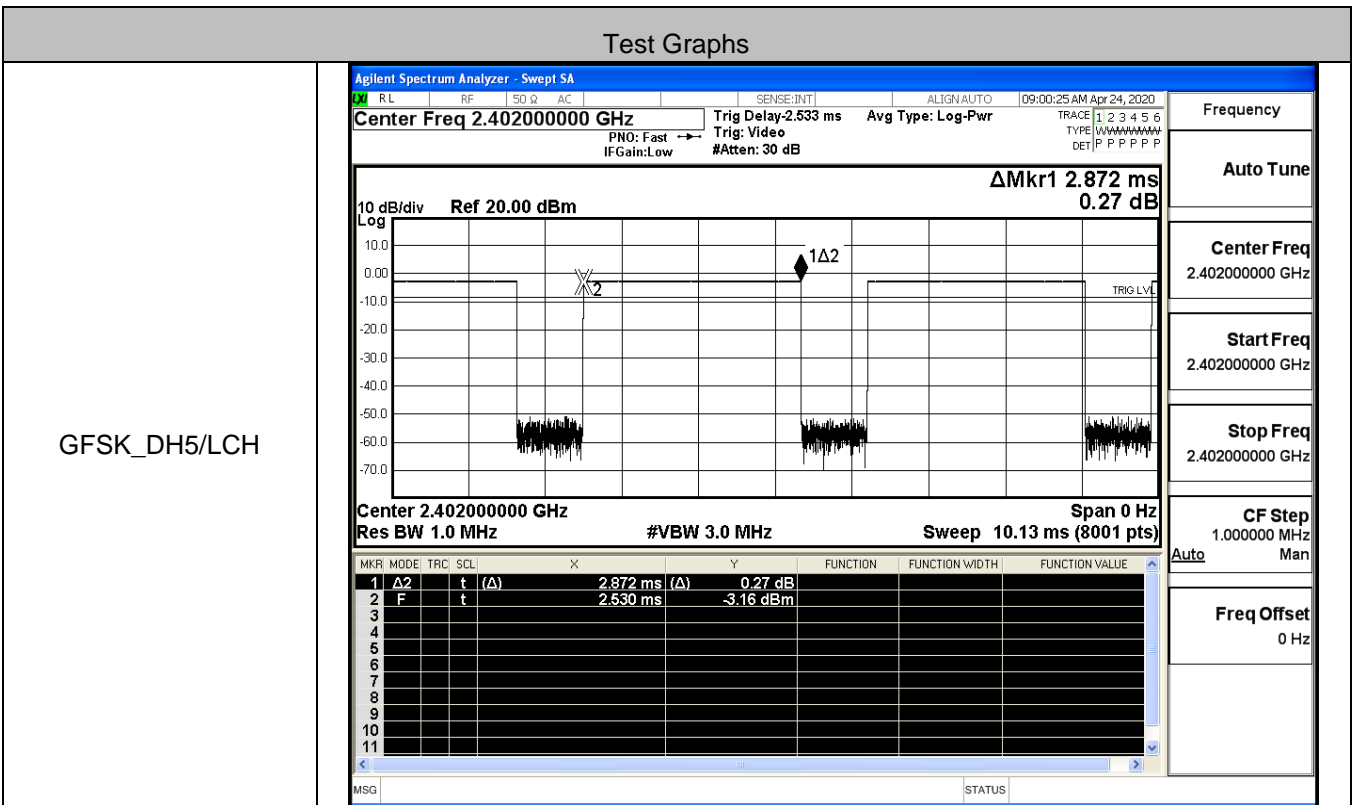 Test Graphs
GFSK_DH5/LCH
Agilent Spectrum Analyzer - Swept SA
LXI RL RF 50 Ω AC SENSE:INT ALIGN AUTO 09:00:25 AM Apr 24, 2020
Center Freq 2.402000000 GHz
PNO: Fast
IFGain:Low
Trig Delay-2.533 ms
Trig: Video
#Atten: 30 dB
Avg Type: Log-Pwr
TRACE 1 2 3 4 5 6
TYPE WWWWWW
DET P P P P P P
ΔMkr1 2.872 ms
0.27 dB
10 dB/div Ref 20.00 dBm
Log
10.0
0.00
-10.0
-20.0
-30.0
-40.0
-50.0
-60.0
-70.0
1Δ2
2
TRIG LVL
Center 2.402000000 GHz Span 0 Hz
Res BW 1.0 MHz #VBW 3.0 MHz Sweep 10.13 ms (8001 pts)
MKR MODE TRC SCL X Y FUNCTION FUNCTION WIDTH FUNCTION VALUE
1 Δ2 t (Δ) 2.872 ms (Δ) 0.27 dB
2 F t 2.530 ms -3.16 dBm
3
4
5
6
7
8
9
10
11
MSG STATUS
Frequency
Auto Tune
Center Freq
2.402000000 GHz
Start Freq
2.402000000 GHz
Stop Freq
2.402000000 GHz
CF Step
1.000000 MHz
Auto Man
Freq Offset
0 Hz